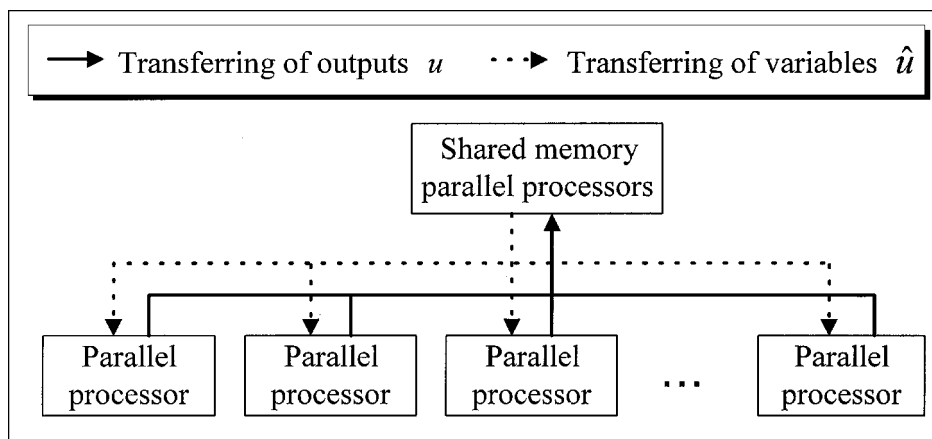 Transferring of outputs u Transferring of variables û
Shared memory
parallel processors
Parallel Parallel Parallel Parallel
processor processor processor ... processor